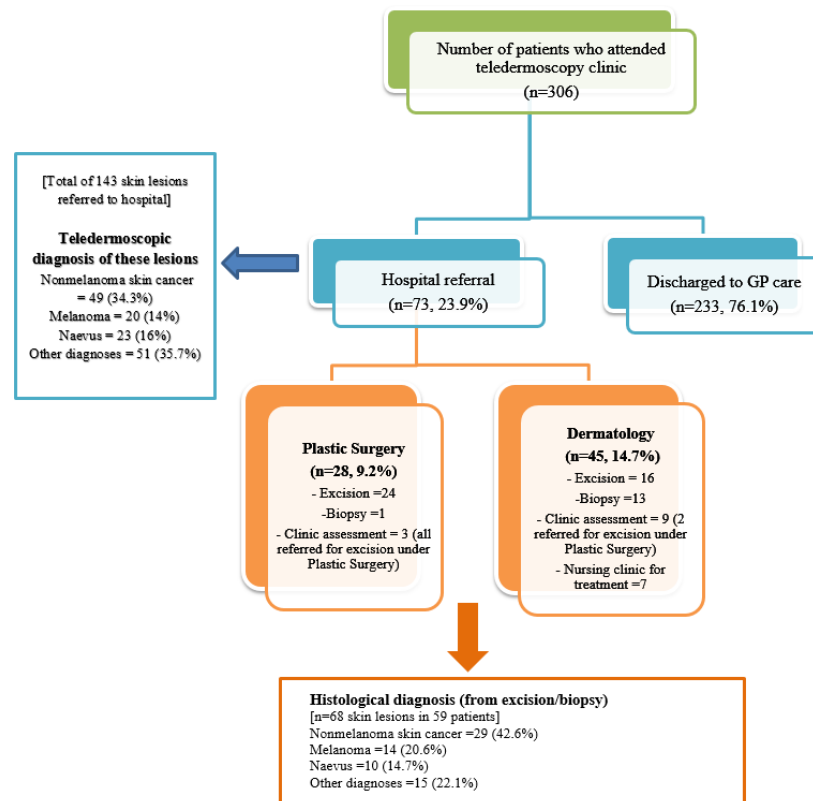 Number of patients who attended
teledermoscopy clinic
(n=306)
[Total of 143 skin lesions
referred to hospital]
Teledermoscopic
diagnosis of these lesions
Nonmelanoma skin cancer
= 49 (34.3%)
Melanoma = 20 (14%)
Naevus = 23 (16%)
Other diagnoses = 51 (35.7%)
Hospital referral
(n=73, 23.9%)
Discharged to GP care
(n=233, 76.1%)
Plastic Surgery
(n=28, 9.2%)
- Excision =24
-Biopsy =1
- Clinic assessment = 3 (all
referred for excision under
Plastic Surgery)
Dermatology
(n=45, 14.7%)
- Excision = 16
-Biopsy =13
- Clinic assessment = 9 (2
referred for excision under
Plastic Surgery)
- Nursing clinic for
treatment =7
Histological diagnosis (from excision/biopsy)
[n=68 skin lesions in 59 patients]
Nonmelanoma skin cancer =29 (42.6%)
Melanoma =14 (20.6%)
Naevus =10 (14.7%)
Other diagnoses =15 (22.1%)